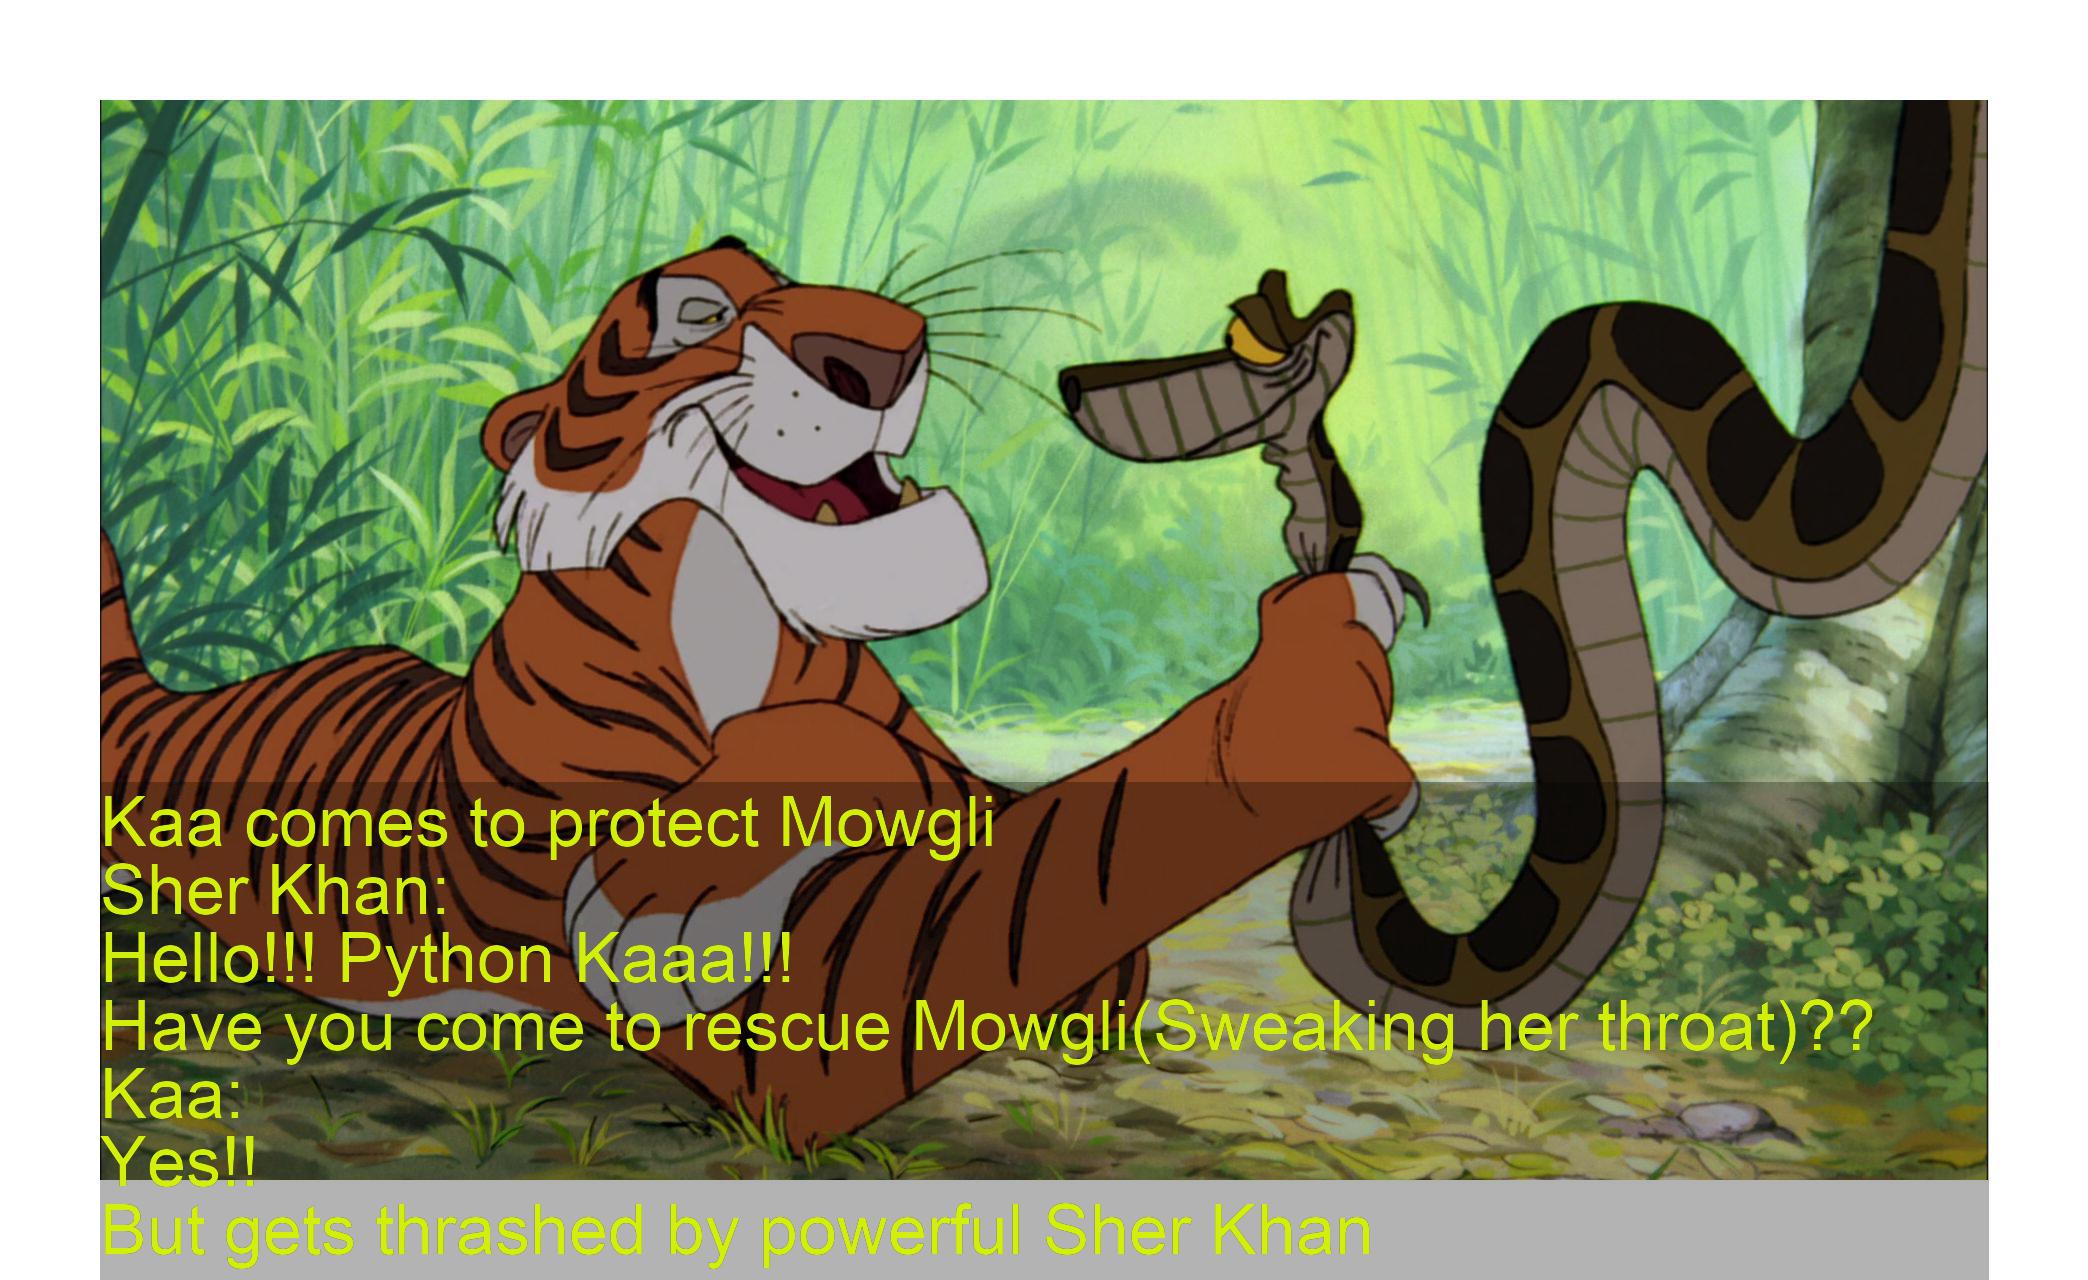 Kaa comes to protect Mowgli
Sher Khan:
Hello!!! Python Kaaa!!!
Have you come to rescue Mowgli(Sweaking her throat)??
Kaa:
Yes!!
But gets thrashed by powerful Sher Khan